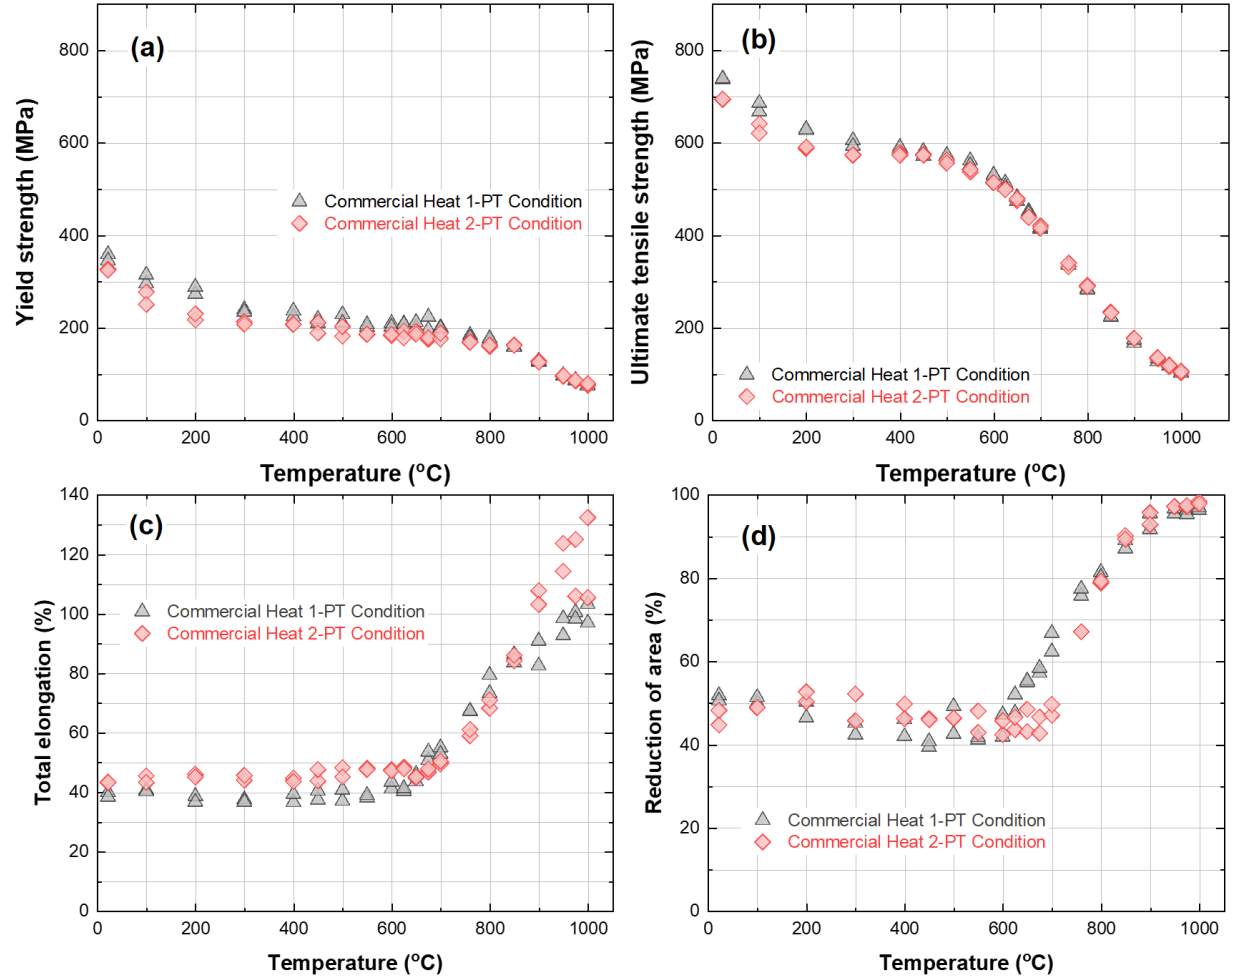 (a)
800
600
400
200
0
Yield strength (MPa)
Commercial Heat 1-PT Condition
Commercial Heat 2-PT Condition
0 200 400 600 800 1000
Temperature (°C)
(b)
800
600
400
200
0
Ultimate tensile strength (MPa)
Commercial Heat 1-PT Condition
Commercial Heat 2-PT Condition
0 200 400 600 800 1000
Temperature (°C)
(c)
140
120
100
80
60
40
20
0
Total elongation (%)
Commercial Heat 1-PT Condition
Commercial Heat 2-PT Condition
0 200 400 600 800 1000
Temperature (°C)
(d)
100
80
60
40
20
0
Reduction of area (%)
Commercial Heat 1-PT Condition
Commercial Heat 2-PT Condition
0 200 400 600 800 1000
Temperature (°C)